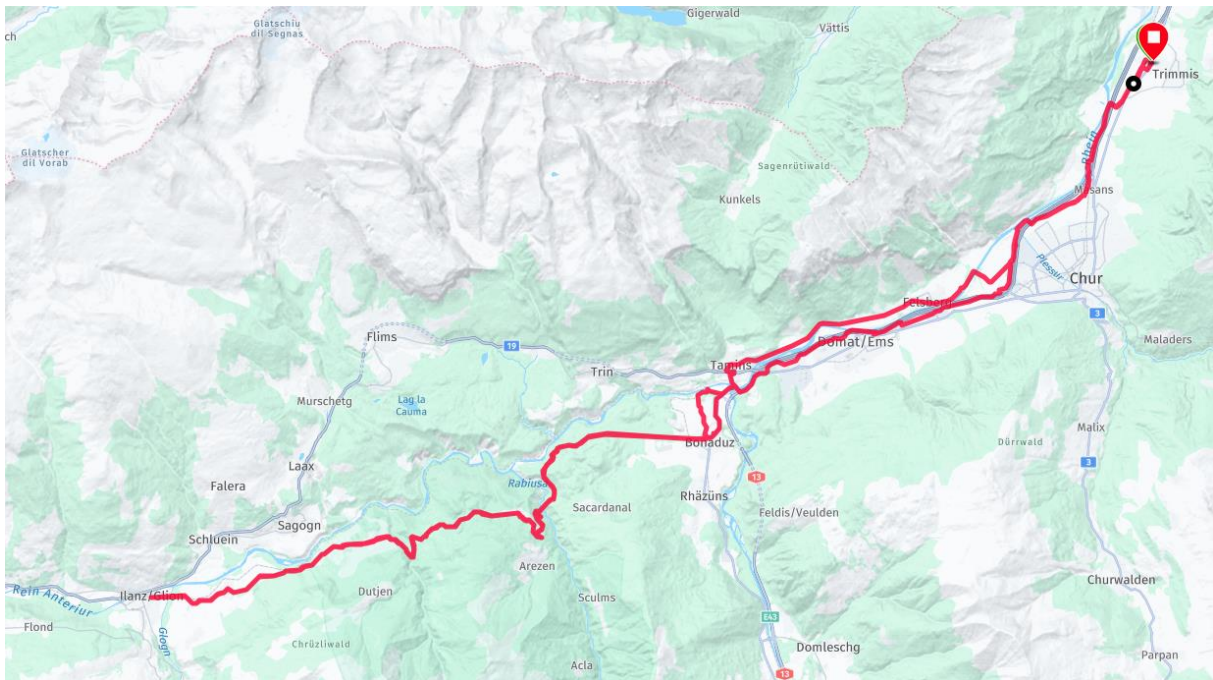 Gigerwald
Glatschiu
dil Segnas
Vättis
ch
Trimmis
Rhein
Glatscher
dil Vorab
Sagenrütiwald
Masans
Kunkels
Plessur
Chur
Felsberg
3
Flims
19
Domat/Ems
Maladers
Trin
Tamins
Murschetg
Lag la
Cauma
Malix
Dürrwald
Bonaduz
3
Laax
13
Falera
Rabiusa
Rhäzüns
Sacardanal
Feldis/Veulden
Sagogn
Schluein
Arezen
Churwalden
Rein Anteriur
Ilanz/Glion
Dutjen
Sculms
E43
Flond
Glogn
Chrüzliwald
Domleschg
Parpan
Acla
13